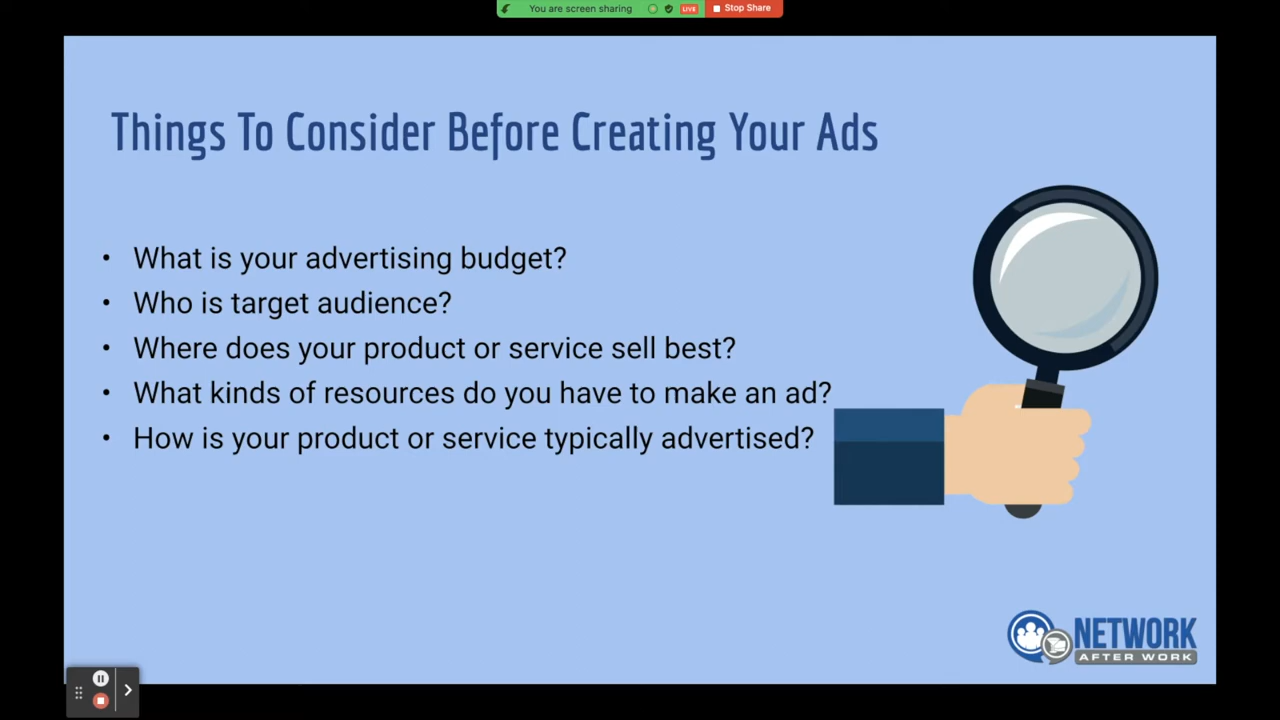 You are screen sharing LIVE Stop Share
Things To Consider Before Creating Your Ads
• What is your advertising budget?
• Who is target audience?
• Where does your product or service sell best?
• What kinds of resources do you have to make an ad?
• How is your product or service typically advertised?
NETWORK
AFTER WORK